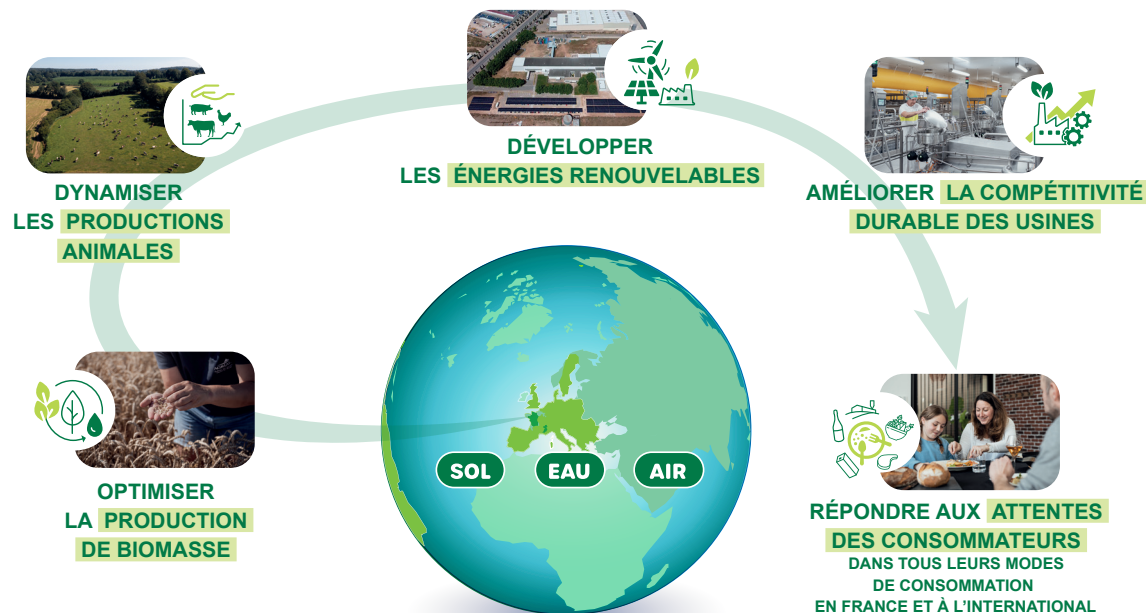 DÉVELOPPER
LES ÉNERGIES RENOUVELABLES
DYNAMISER
LES PRODUCTIONS
ANIMALES
AMÉLIORER LA COMPÉTITIVITÉ
DURABLE DES USINES
SOL
EAU
AIR
OPTIMISER
LA PRODUCTION
DE BIOMASSE
RÉPONDRE AUX ATTENTES
DES CONSOMMATEURS
DANS TOUS LEURS MODES
DE CONSOMMATION
EN FRANCE ET À L'INTERNATIONAL